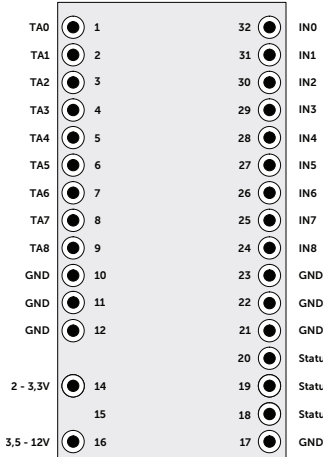 TA0 1 32 IN0
TA1 2 31 IN1
TA2 3 30 IN2
TA3 4 29 IN3
TA4 5 28 IN4
TA5 6 27 IN5
TA6 7 26 IN6
TA7 8 25 IN7
TA8 9 24 IN8
GND 10 23 GND
GND 11 22 GND
GND 12 21 GND
20 Statu
2 - 3,3V 14 19 Statu
15 18 Statu
3,5 - 12V 16 17 GND